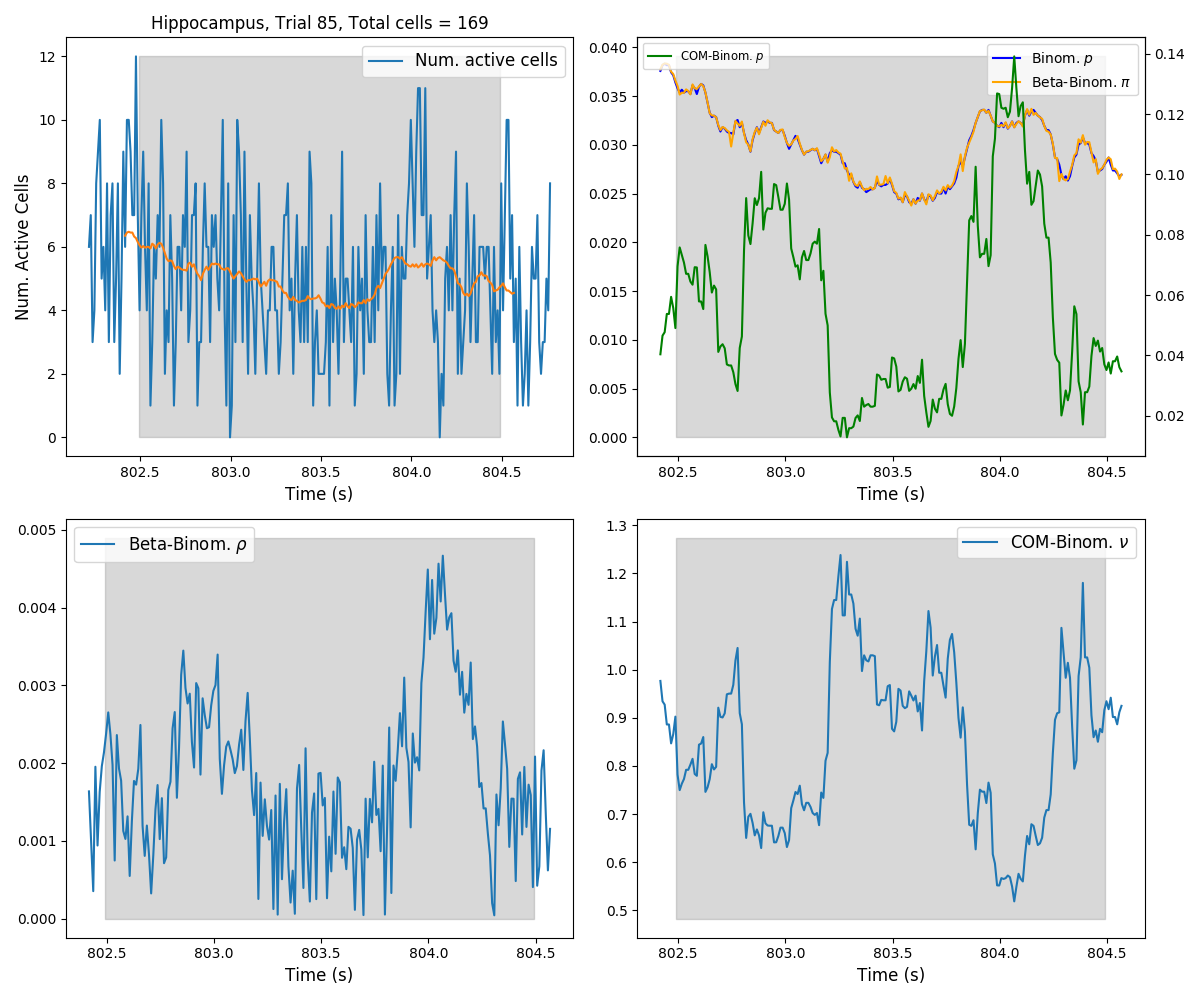 Hippocampus, Trial 85, Total cells = 169
Num. active cells
Num. Active Cells
12
10
8
6
4
2
0
802.5 803.0 803.5 804.0 804.5
Time (s)
COM-Binom. p
Binom. p
Beta-Binom. π
0.040
0.035
0.030
0.025
0.020
0.015
0.010
0.005
0.000
0.14
0.12
0.10
0.08
0.06
0.04
0.02
802.5 803.0 803.5 804.0 804.5
Time (s)
Beta-Binom. ρ
0.005
0.004
0.003
0.002
0.001
0.000
802.5 803.0 803.5 804.0 804.5
Time (s)
COM-Binom. ν
1.3
1.2
1.1
1.0
0.9
0.8
0.7
0.6
0.5
802.5 803.0 803.5 804.0 804.5
Time (s)